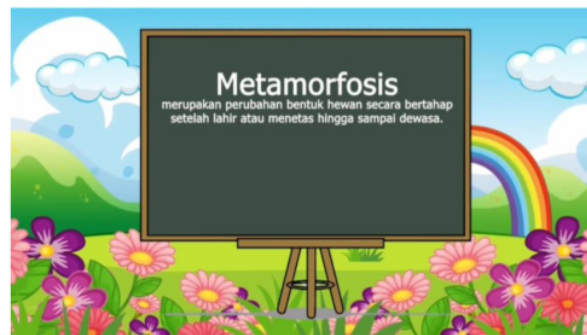 Metamorfosis
merupakan perubahan bentuk hewan secara bertahap
setelah lahir atau menetas hingga sampai dewasa.